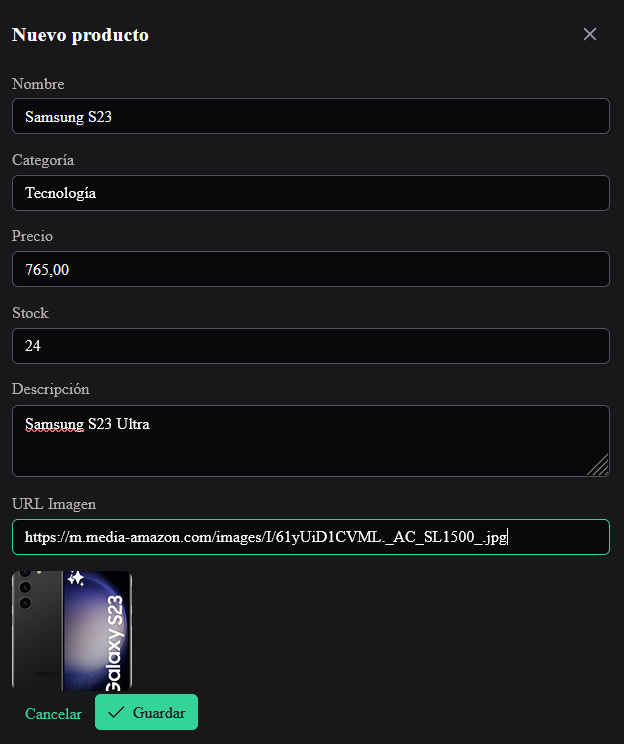 Nuevo producto
Nombre
Samsung S23
Categoría
Tecnología
Precio
765,00
Stock
24
Descripción
Samsung S23 Ultra
URL Imagen
https://m.media-amazon.com/images/I/61yUiD1CVML._AC_SL1500_.jpg
Galaxy S23
Cancelar
Guardar